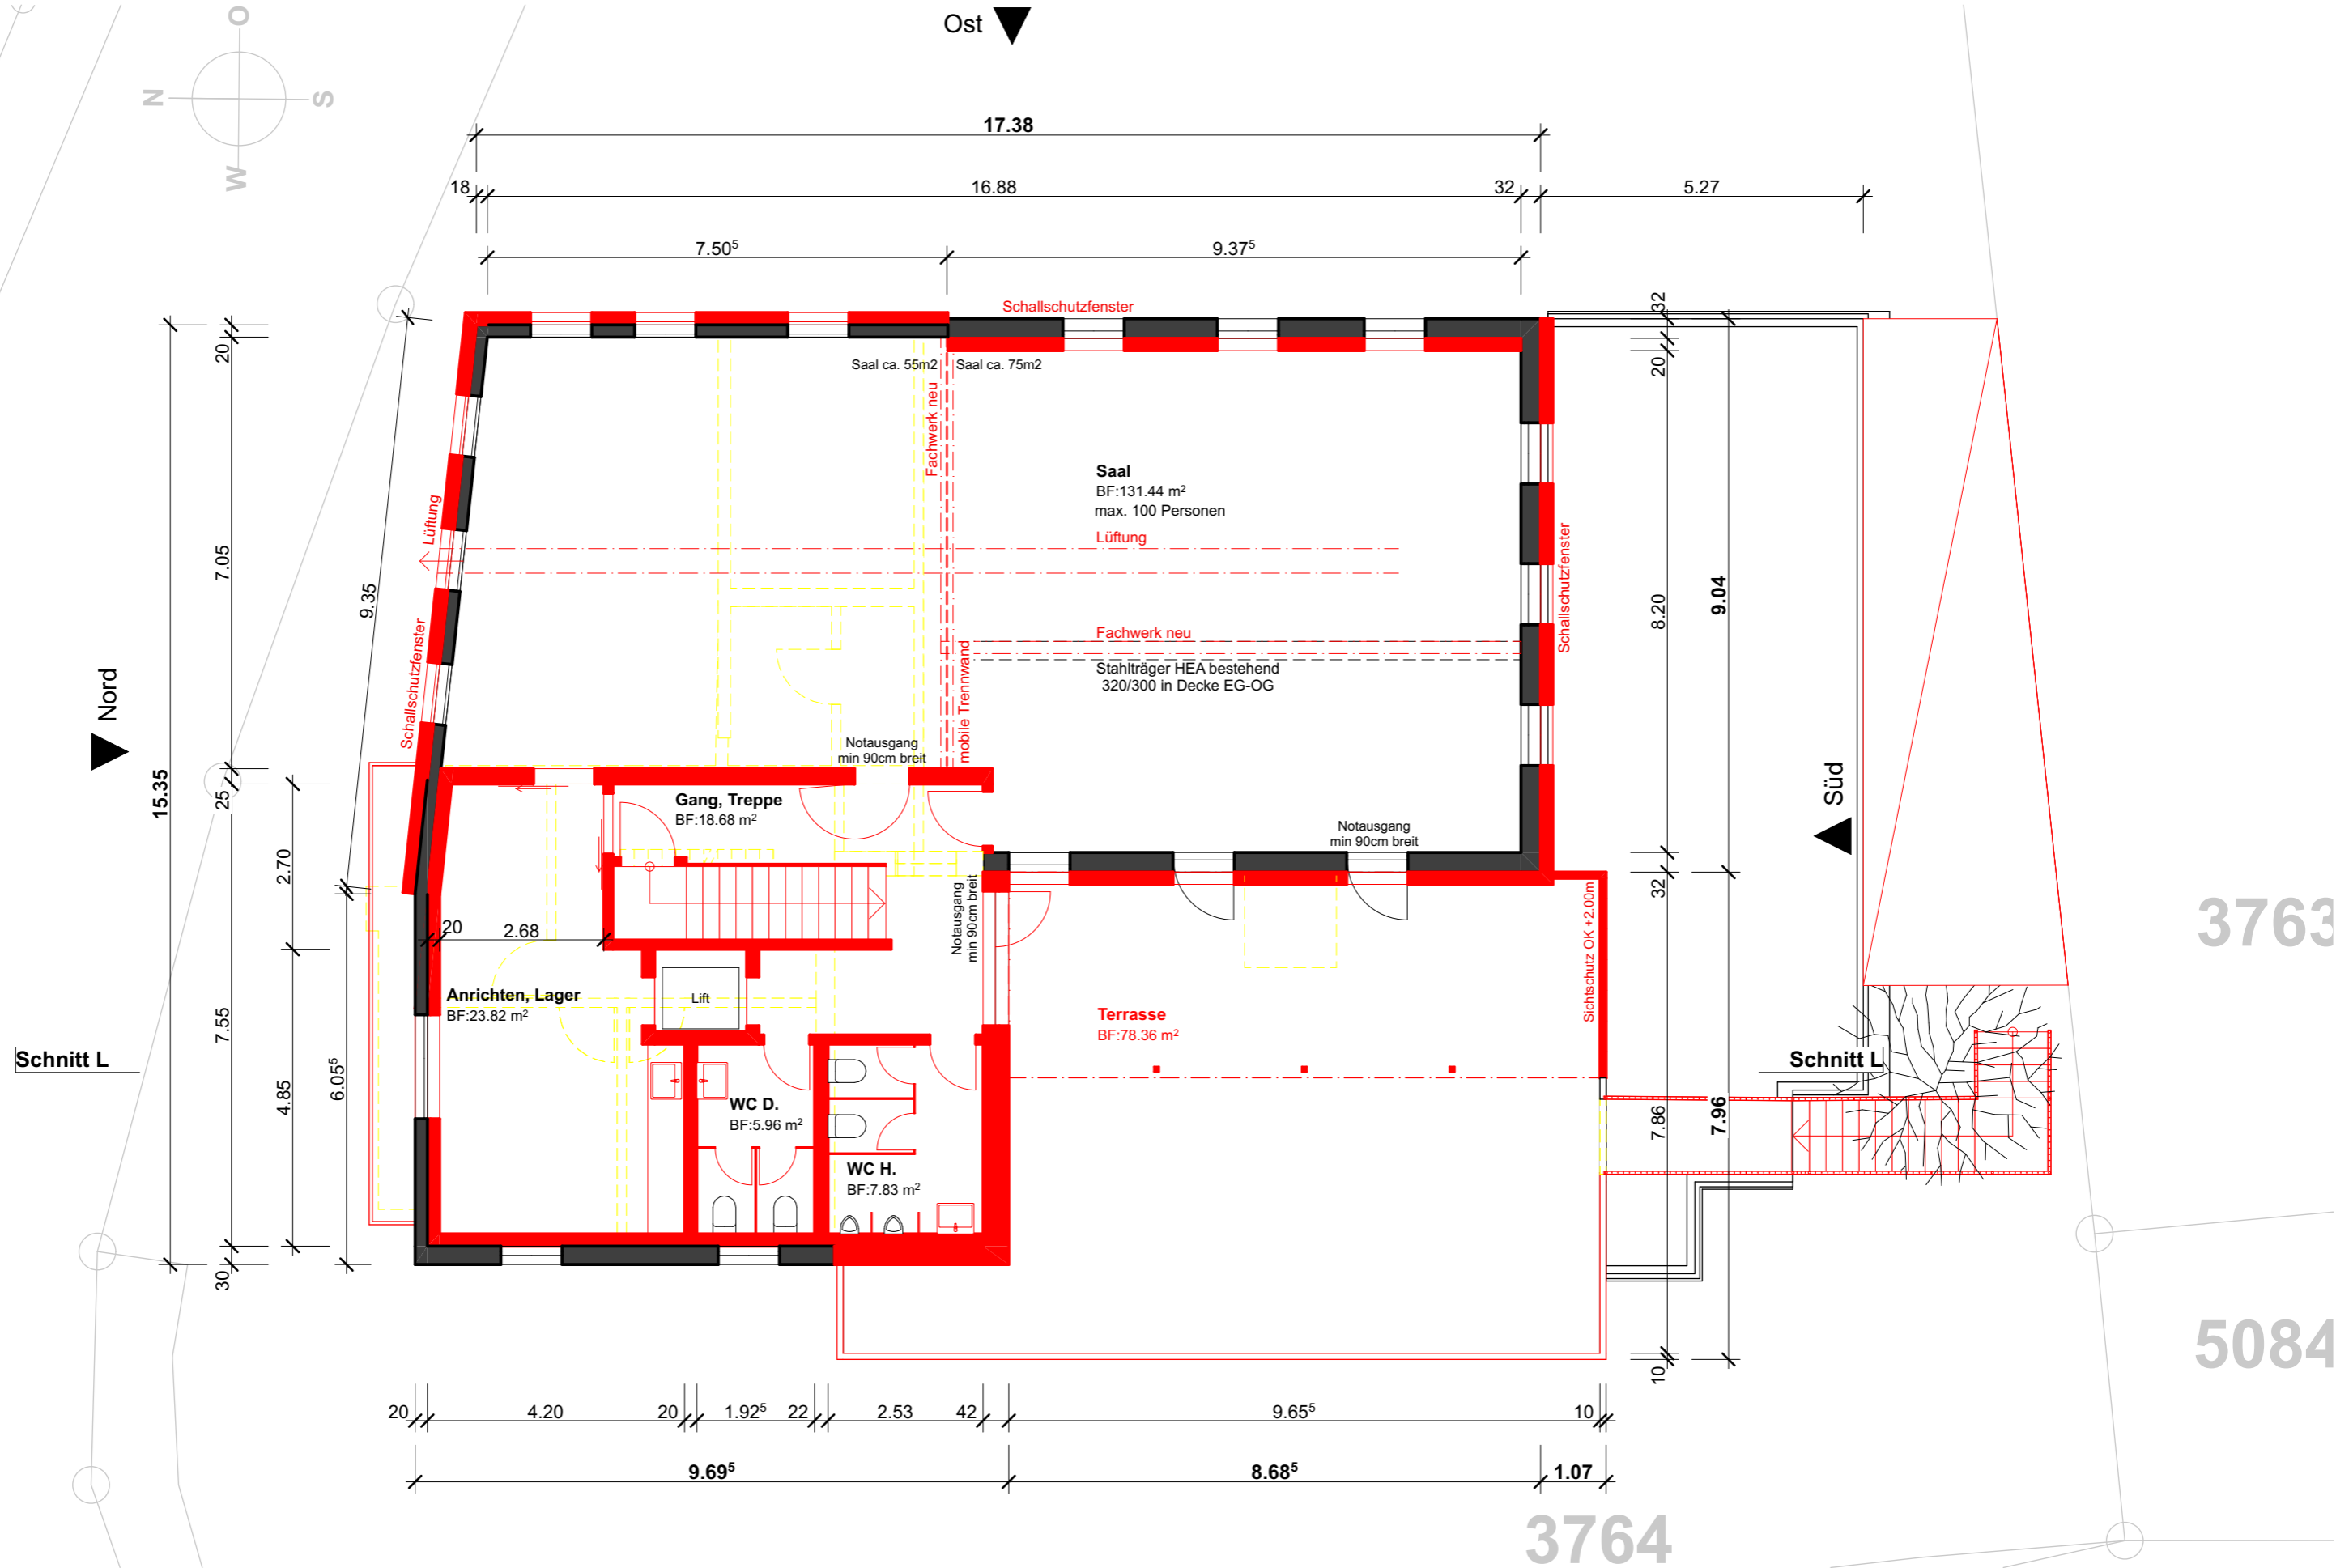 Ost
O
N
S
W
17.38
18
16.88
32
5.27
7.50⁵
9.37⁵
Schallschutzfenster
32
20
20
Saal ca. 55m2
Saal ca. 75m2
Fachwerk neu
Saal
BF:131.44 m²
max. 100 Personen
Lüftung
Lüftung
Schallschutzfenster
7.05
9.35
8.20
9.04
Fachwerk neu
Stahlträger HEA bestehend
320/300 in Decke EG-OG
Schallschutzfenster
mobile Trennwand
Nord
15.35
Notausgang
min 90cm breit
25
Gang, Treppe
BF:18.68 m²
Notausgang
min 90cm breit
Süd
2.70
32
20
2.68
Notausgang
min 90cm breit
Sichtschutz OK +2.00m
3763
Anrichten, Lager
BF:23.82 m²
Lift
Terrasse
BF:78.36 m²
7.55
Schnitt L
Schnitt L
4.85
6.05⁵
WC D.
BF:5.96 m²
7.86
7.96
WC H.
BF:7.83 m²
30
5084
10
20
4.20
20
1.92⁵
22
2.53
42
9.65⁵
10
9.69⁵
8.68⁵
1.07
3764